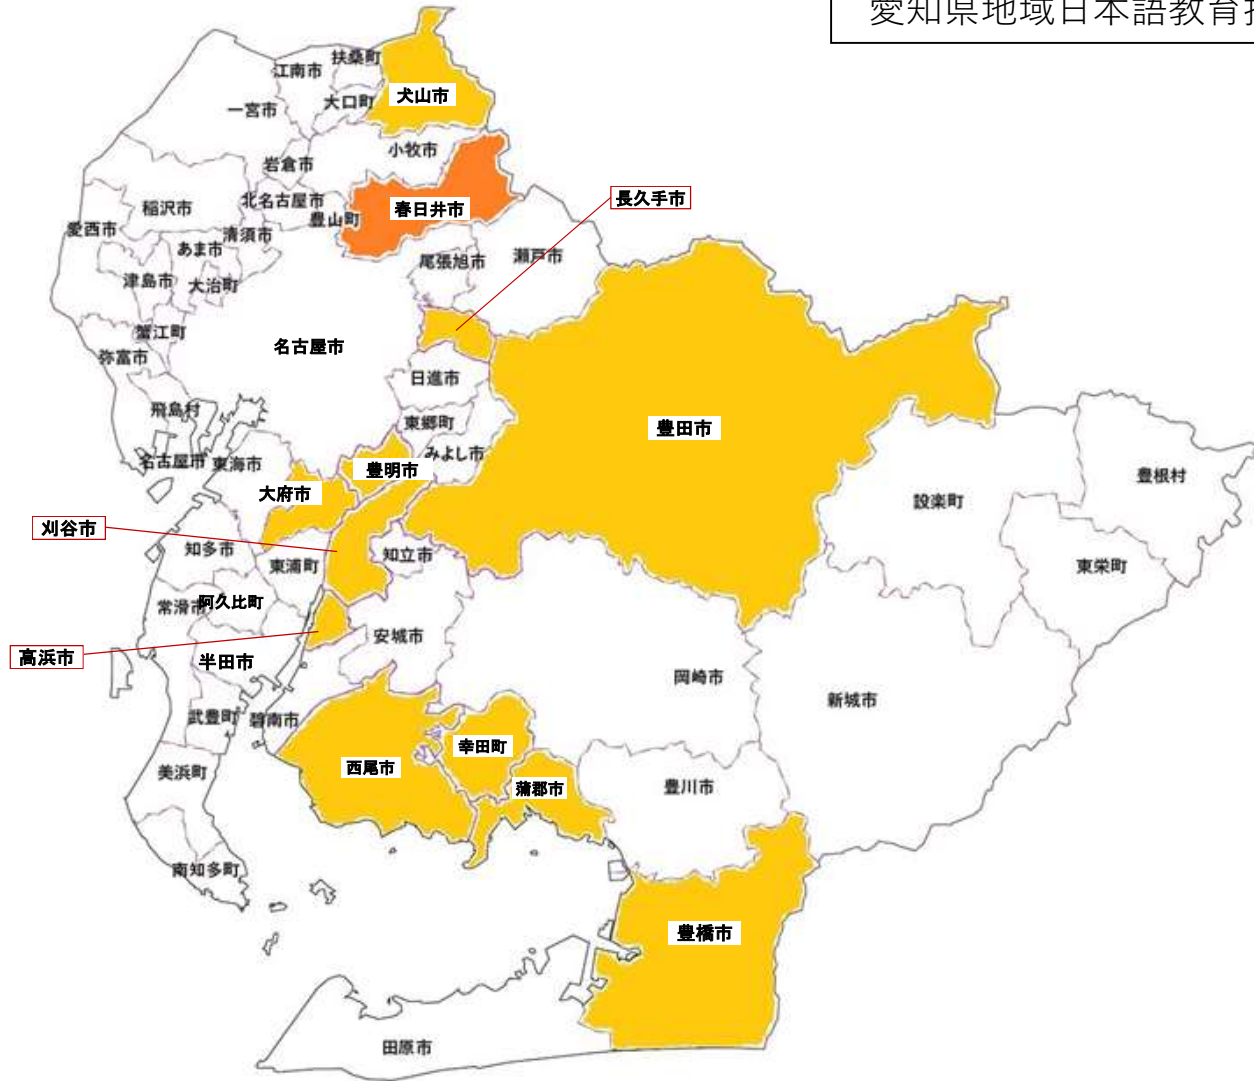 愛知県地域日本語教育
扶桑町
江南市
犬山市
大口町
一宮市
小牧市
岩倉市
長久手市
北名古屋市
稲沢市
春日井市
豊山町
愛西市
清須市
あま市
尾張旭市
瀬戸市
津島市
大治町
蟹江町
名古屋市
弥富市
日進市
飛島村
東郷町
豊田市
みよし市
名古屋市
東海市
豊明市
豊根村
大府市
設楽町
刈谷市
知多市
知立市
東浦町
東栄町
阿久比町
常滑市
安城市
高浜市
半田市
岡崎市
新城市
武豊町
碧南市
幸田町
西尾市
美浜町
蒲郡市
豊川市
南知多町
豊橋市
田原市